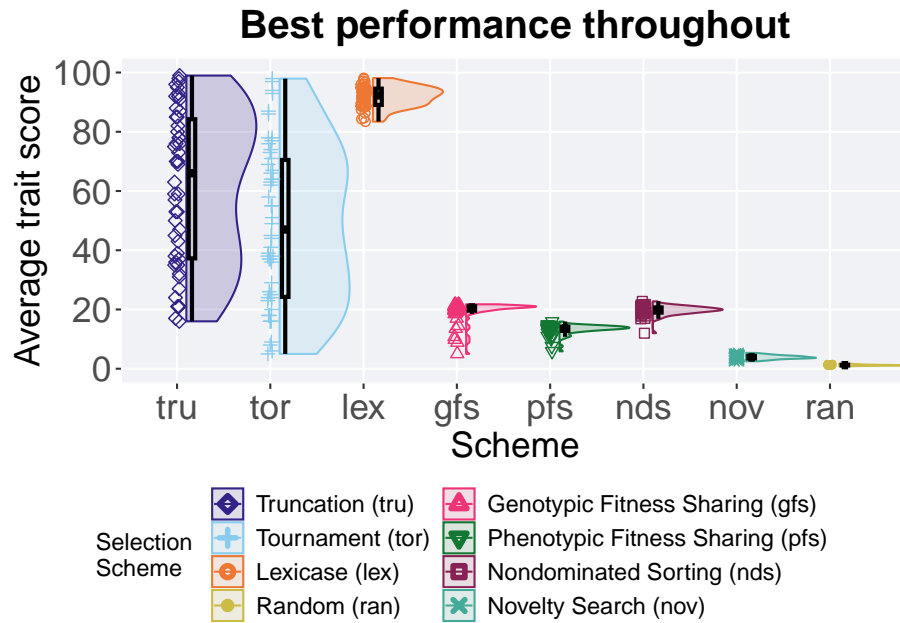 Best performance throughout
Average trait score
100
80
60
40
20
0
tru tor lex gfs pfs nds nov ran
Scheme
Selection
Scheme
Truncation (tru)
Tournament (tor)
Lexicase (lex)
Random (ran)
Genotypic Fitness Sharing (gfs)
Phenotypic Fitness Sharing (pfs)
Nondominated Sorting (nds)
Novelty Search (nov)